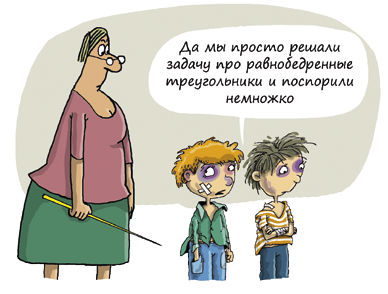 Да мы просто решали
задачу про равнобедренные
треугольники и поспорили
немножко